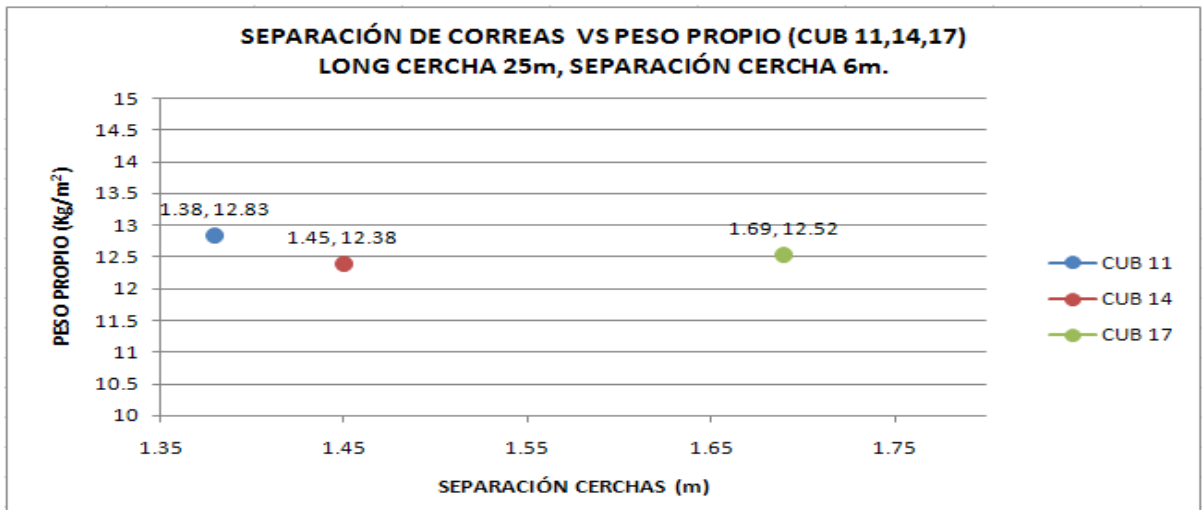 SEPARACIÓN DE CORREAS VS PESO PROPIO (CUB 11,14,17)
LONG CERCHA 25m, SEPARACIÓN CERCHA 6m.
PESO PROPIO (Kg/m²)
15
14.5
14
13.5
13
12.5
12
11.5
11
10.5
10
1.38, 12.83
1.45, 12.38
1.69, 12.52
CUB 11
CUB 14
CUB 17
1.35
1.45
1.55
1.65
1.75
SEPARACIÓN CERCHAS (m)